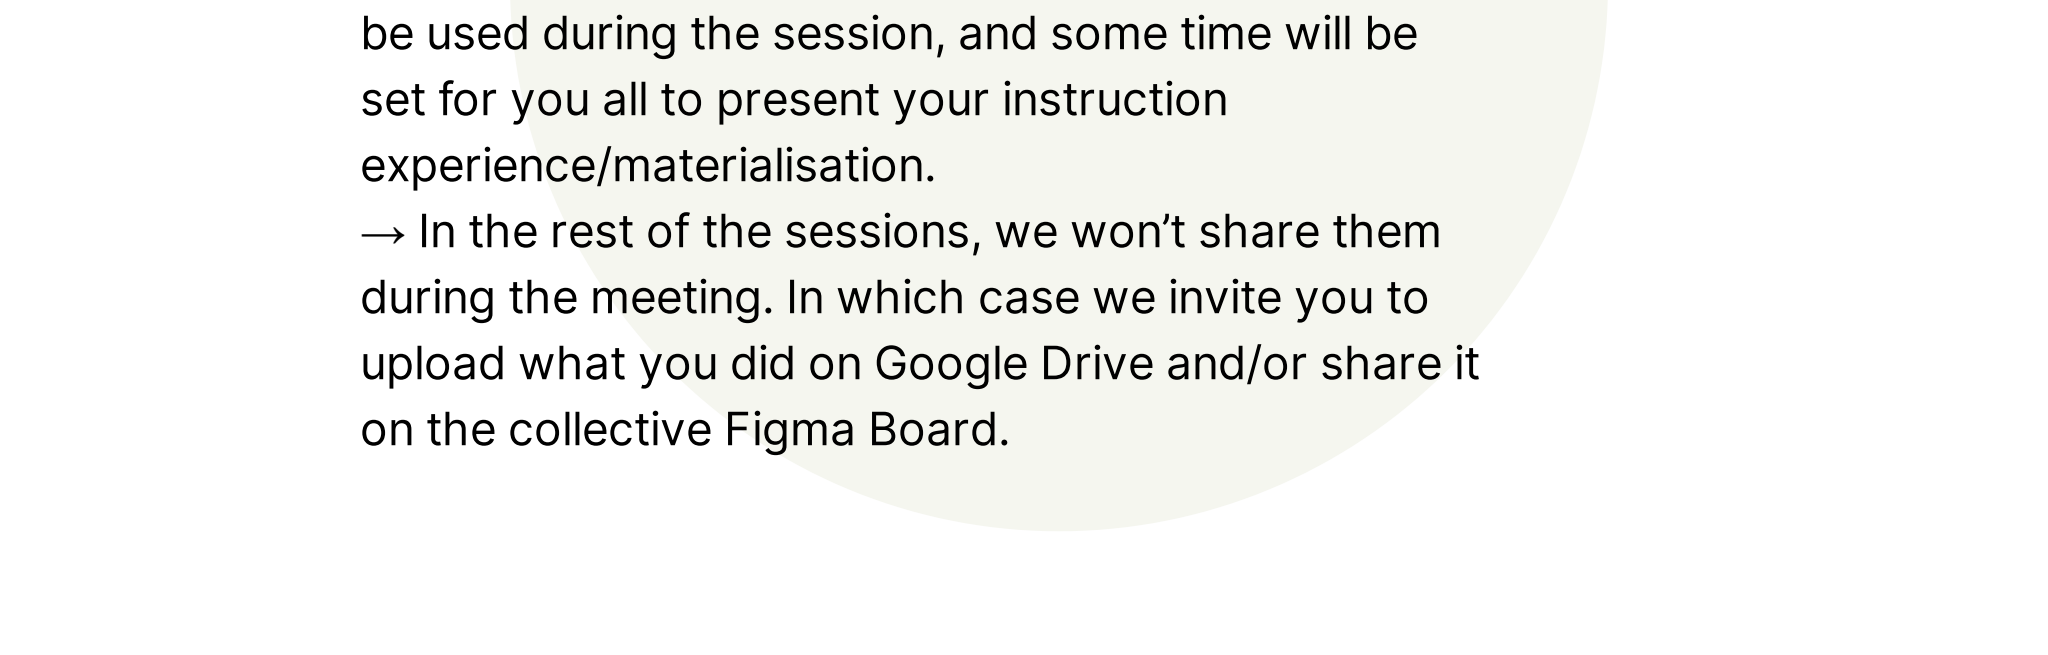 be used during the session, and some time will be
set for you all to present your instruction
experience/materialisation.
→ In the rest of the sessions, we won’t share them
during the meeting. In which case we invite you to
upload what you did on Google Drive and/or share it
on the collective Figma Board.